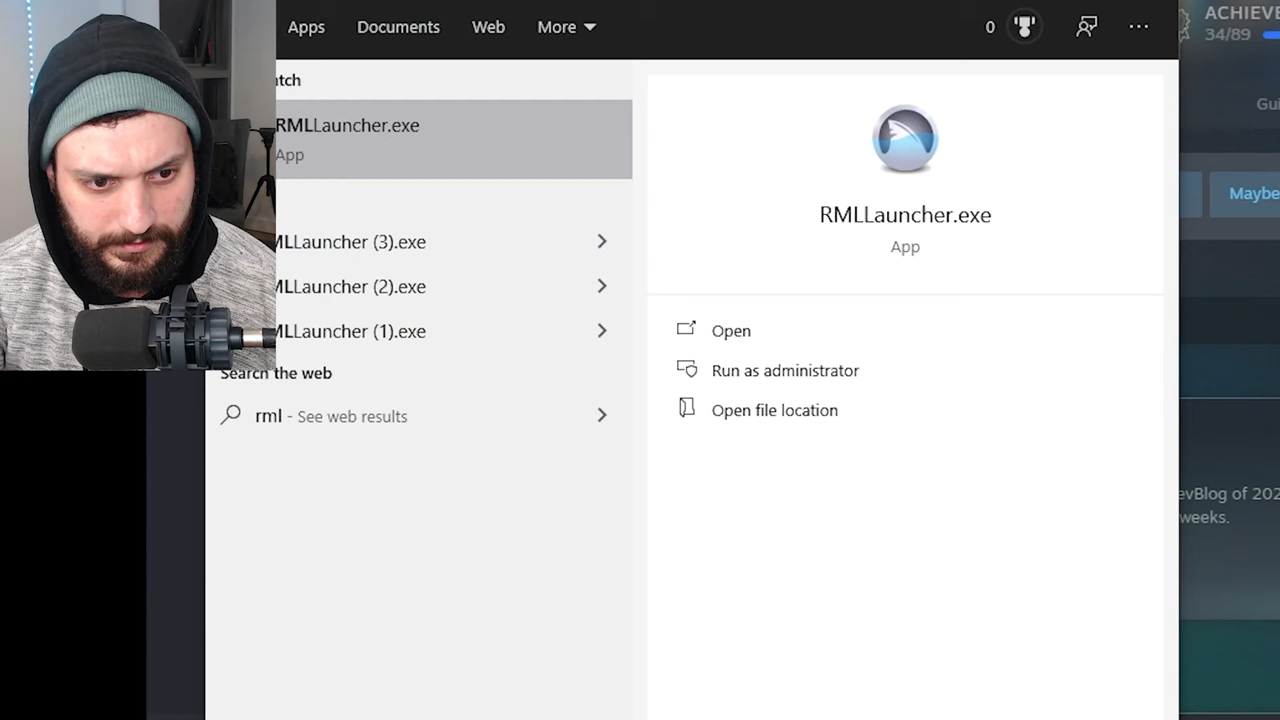 Apps Documents Web More 0 ...
ACHIEVE
34/89
tch
RMLLauncher.exe
App
MLLauncher (3).exe
MLLauncher (2).exe
MLLauncher (1).exe
Search the web
rml - See web results
RMLLauncher.exe
App
Open
Run as administrator
Open file location
Gui
Maybe
evBlog of 202
weeks.